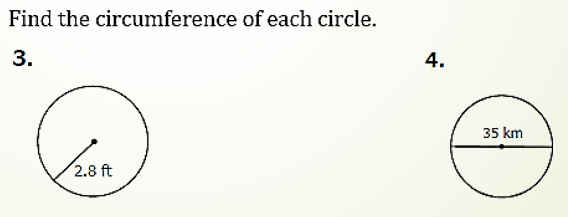 Find the circumference of each circle.
3.
4.
2.8 ft
35 km